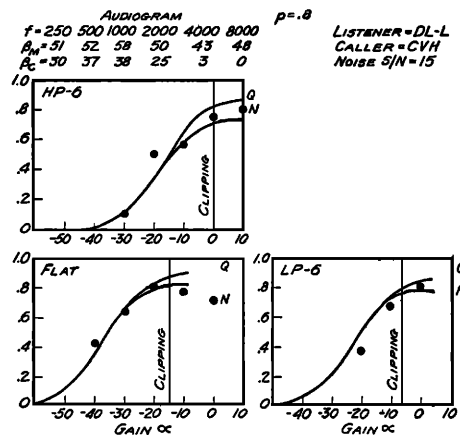 AUDIOGRAM
p=.8
f=250 500 1000 2000 4000 8000
LISTENER=DL-L
βM=51 52 58 50 43 48
CALLER=CVH
βC=30 37 38 25 3 0
NOISE S/N=15
HP-6
Q
N
CLIPPING
1.0
.8
.6
.4
.2
0
-50 -40 -30 -20 -10 0 10
FLAT
Q
N
CLIPPING
1.0
.8
.6
.4
.2
0
-50 -40 -30 -20 -10 0 10
GAIN ∝
LP-6
CLIPPING
1.0
.8
.6
.4
.2
0
-50 -40 -30 -20 -10 0 10
GAIN ∝